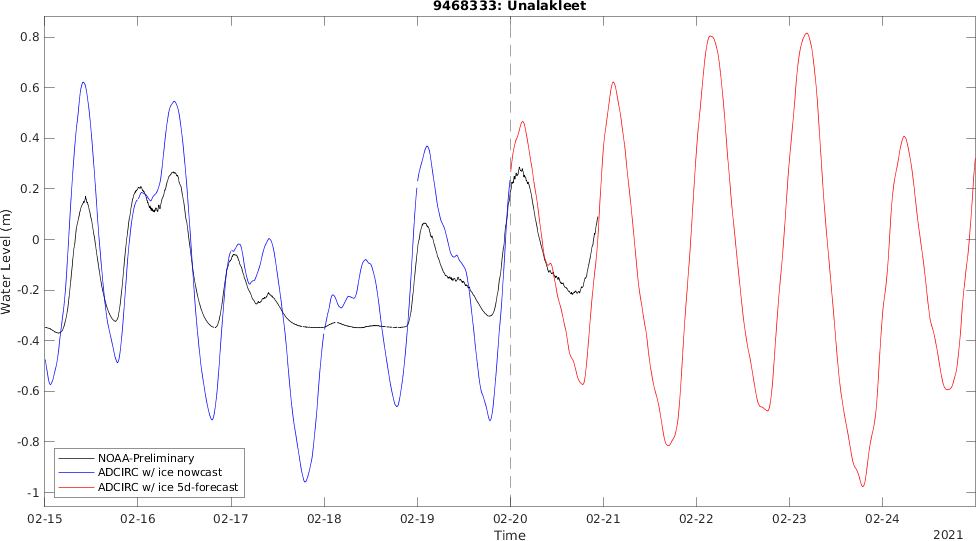 9468333: Unalakleet
0.8
0.6
0.4
0.2
0
-0.2
-0.4
-0.6
-0.8
-1
Water Level (m)
NOAA-Preliminary
ADCIRC w/ ice nowcast
ADCIRC w/ ice 5d-forecast
02-15 02-16 02-17 02-18 02-19 02-20 02-21 02-22 02-23 02-24
Time
2021